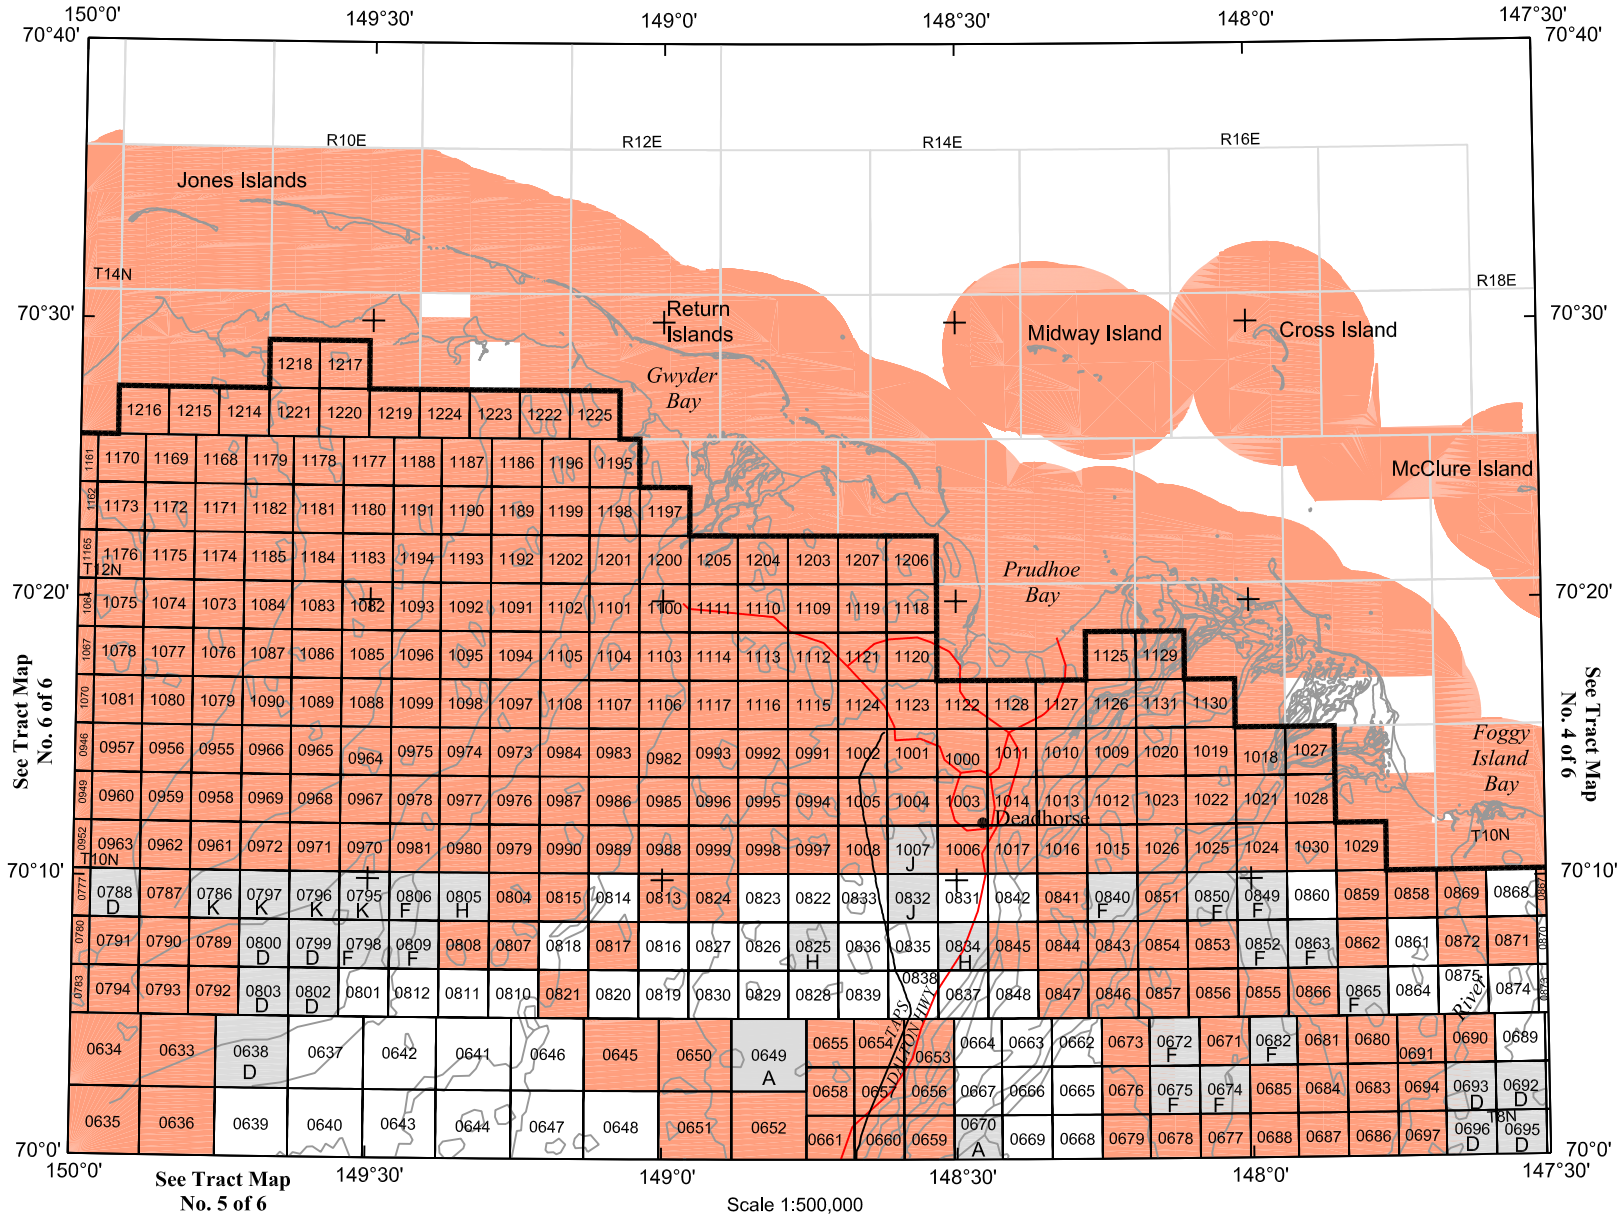 150°0' 149°30' 149°0' 148°30' 148°0' 147°30'
70°40' 70°40'
R10E R12E R14E R16E
Jones Islands
T14N
R18E
70°30' 70°30'
Return
Islands
Midway Island
Cross Island
Gwyder
Bay
McClure Island
1218 1217
1216 1215 1214 1221 1220 1219 1224 1223 1222 1225
1161 1170 1169 1168 1179 1178 1177 1188 1187 1186 1196 1195
1162 1173 1172 1171 1182 1181 1180 1191 1190 1189 1199 1198 1197
1165 1176 1175 1174 1185 1184 1183 1194 1193 1192 1202 1201 1200 1205 1204 1203 1207 1206
T12N
Prudhoe
Bay
70°20' 70°20'
1064 1075 1074 1073 1084 1083 1082 1093 1092 1091 1102 1101 1100 1111 1110 1109 1119 1118
1067 1078 1077 1076 1087 1086 1085 1096 1095 1094 1105 1104 1103 1114 1113 1112 1121 1120 1125 1129
1070 1081 1080 1079 1090 1089 1088 1099 1098 1097 1108 1107 1106 1117 1116 1115 1124 1123 1122 1128 1127 1126 1131 1130
See Tract Map
No. 6 of 6
See Tract Map
No. 4 of 6
Foggy
Island
Bay
0946 0957 0956 0955 0966 0965 0964 0975 0974 0973 0984 0983 0982 0993 0992 0991 1002 1001 1000 1011 1010 1009 1020 1019 1018 1027
0949 0960 0959 0958 0969 0968 0967 0978 0977 0976 0987 0986 0985 0996 0995 0994 1005 1004 1003 1014 1013 1012 1023 1022 1021 1028
Deadhorse
T10N
0952 0963 0962 0961 0972 0971 0970 0981 0980 0979 0990 0989 0988 0999 0998 0997 1008 1007 1006 1017 1016 1015 1026 1025 1024 1030 1029
J
T10N
70°10' 70°10'
0777 0788 0787 0786 0797 0796 0795 0806 0805 0804 0815 0814 0813 0824 0823 0822 0833 0832 0831 0842 0841 0840 0851 0850 0849 0860 0859 0858 0869 0868 0867
D K K K K F H J F F F
0780 0791 0790 0789 0800 0799 0798 0809 0808 0807 0818 0817 0816 0827 0826 0825 0836 0835 0834 0845 0844 0843 0854 0853 0852 0863 0862 0861 0872 0871 0870
D D F F H H F F
0783 0794 0793 0792 0803 0802 0801 0812 0811 0810 0821 0820 0819 0830 0829 0828 0839 0838 0837 0848 0847 0846 0857 0856 0855 0866 0865 0864 0875 0874 0873
D D F
River
TAPS
DALTON HWY
0634 0633 0638 0637 0642 0641 0646 0645 0650 0649 0655 0654 0653 0664 0663 0662 0673 0672 0671 0682 0681 0680 0691 0690 0689
D A F F
0658 0657 0656 0667 0666 0665 0676 0675 0674 0685 0684 0683 0694 0693 0692
F F D D
T8N
0635 0636 0639 0640 0643 0644 0647 0648 0651 0652 0661 0660 0659 0670 0669 0668 0679 0678 0677 0688 0687 0686 0697 0696 0695
A D D
70°0' 70°0'
150°0' 149°30' 149°0' 148°30' 148°0' 147°30'
See Tract Map
No. 5 of 6
Scale 1:500,000